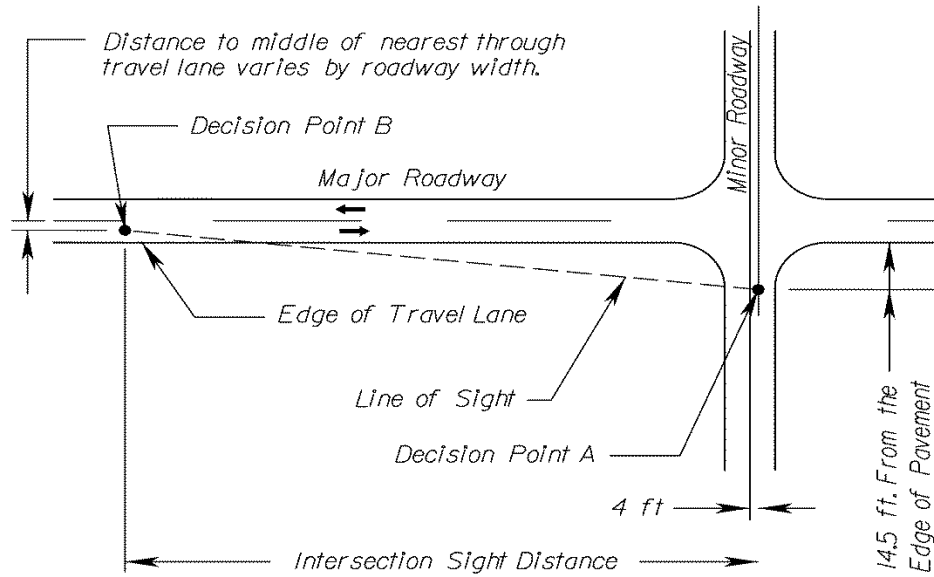 Distance to middle of nearest through
travel lane varies by roadway width.
Decision Point B
Major Roadway
Minor Roadway
Edge of Travel Lane
Line of Sight
Decision Point A
4 ft
14.5 ft. From the
Edge of Pavement
Intersection Sight Distance